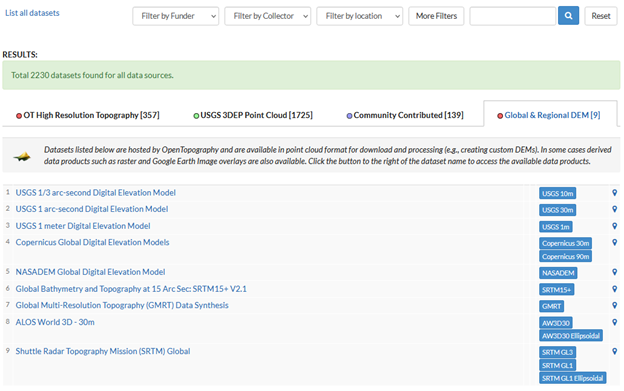 List all datasets
Filter by Funder
Filter by Collector
Filter by location
More Filters
Reset
RESULTS:
Total 2230 datasets found for all data sources.
OT High Resolution Topography [357]
USGS 3DEP Point Cloud [1725]
Community Contributed [139]
Global & Regional DEM [9]
Datasets listed below are hosted by OpenTopography and are available in point cloud format for download and processing (e.g., creating custom DEMs). In some cases derived
data products such as raster and Google Earth Image overlays are also available. Click the button to the right of the dataset name to access the available data products.
1 USGS 1/3 arc-second Digital Elevation Model USGS 10m
2 USGS 1 arc-second Digital Elevation Model USGS 30m
3 USGS 1 meter Digital Elevation Model USGS 1m
4 Copernicus Global Digital Elevation Models Copernicus 30m
Copernicus 90m
5 NASADEM Global Digital Elevation Model NASADEM
6 Global Bathymetry and Topography at 15 Arc Sec: SRTM15+ V2.1 SRTM15+
7 Global Multi-Resolution Topography (GMRT) Data Synthesis GMRT
8 ALOS World 3D - 30m AW3D30
AW3D30 Ellipsoidal
9 Shuttle Radar Topography Mission (SRTM) Global SRTM GL3
SRTM GL1
SRTM GL1 Ellipsoidal